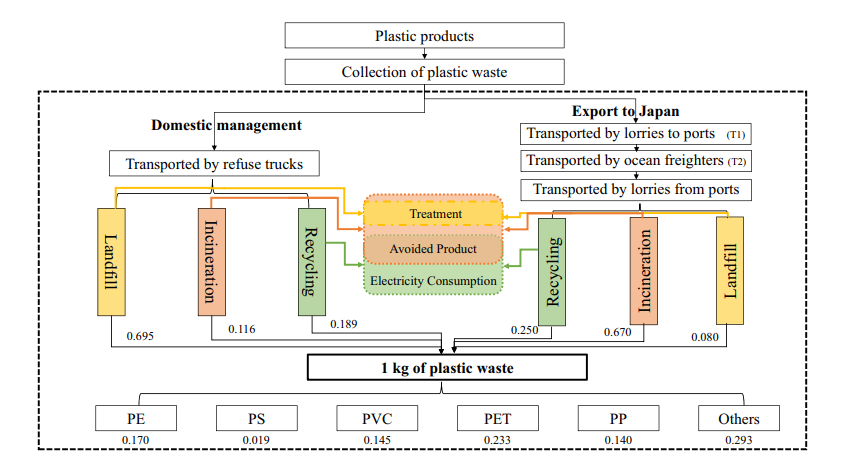 Plastic products
Collection of plastic waste
Domestic management
Export to Japan
Transported by lorries to ports (T1)
Transported by refuse trucks
Transported by ocean freighters (T2)
Transported by lorries from ports
Landfill
Incineration
Recycling
Treatment
Avoided Product
Electricity Consumption
Recycling
Incineration
Landfill
0.695
0.116
0.189
0.250
0.670
0.080
1 kg of plastic waste
PE
PS
PVC
PET
PP
Others
0.170
0.019
0.145
0.233
0.140
0.293